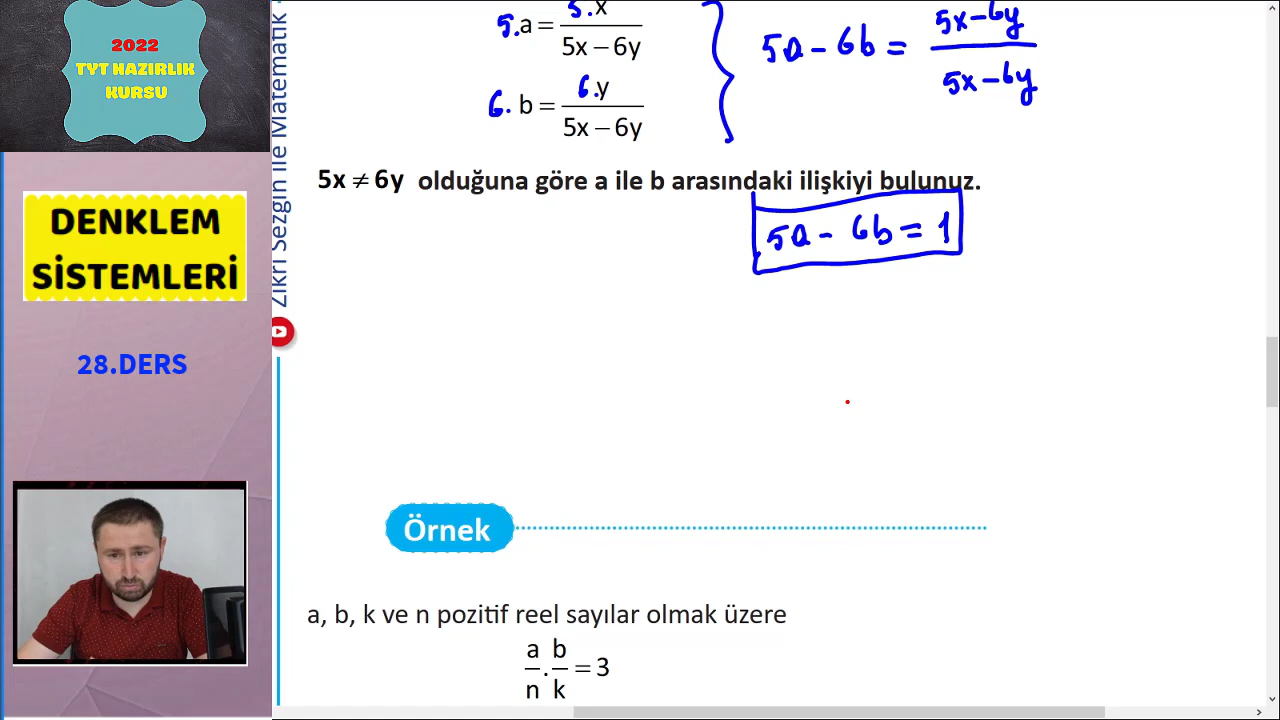 2022
TYT HAZIRLIK
KURSU
DENKLEM
SİSTEMLERİ
28.DERS
Zikri Sezgin ile Matematik
5.a = 5.x / 5x – 6y
6. b = 6.y / 5x – 6y
5a – 6b = 5x–6y / 5x–6y
5x ≠ 6y olduğuna göre a ile b arasındaki ilişkiyi bulunuz.
5a – 6b = 1
Örnek
a, b, k ve n pozitif reel sayılar olmak üzere
a/n . b/k = 3